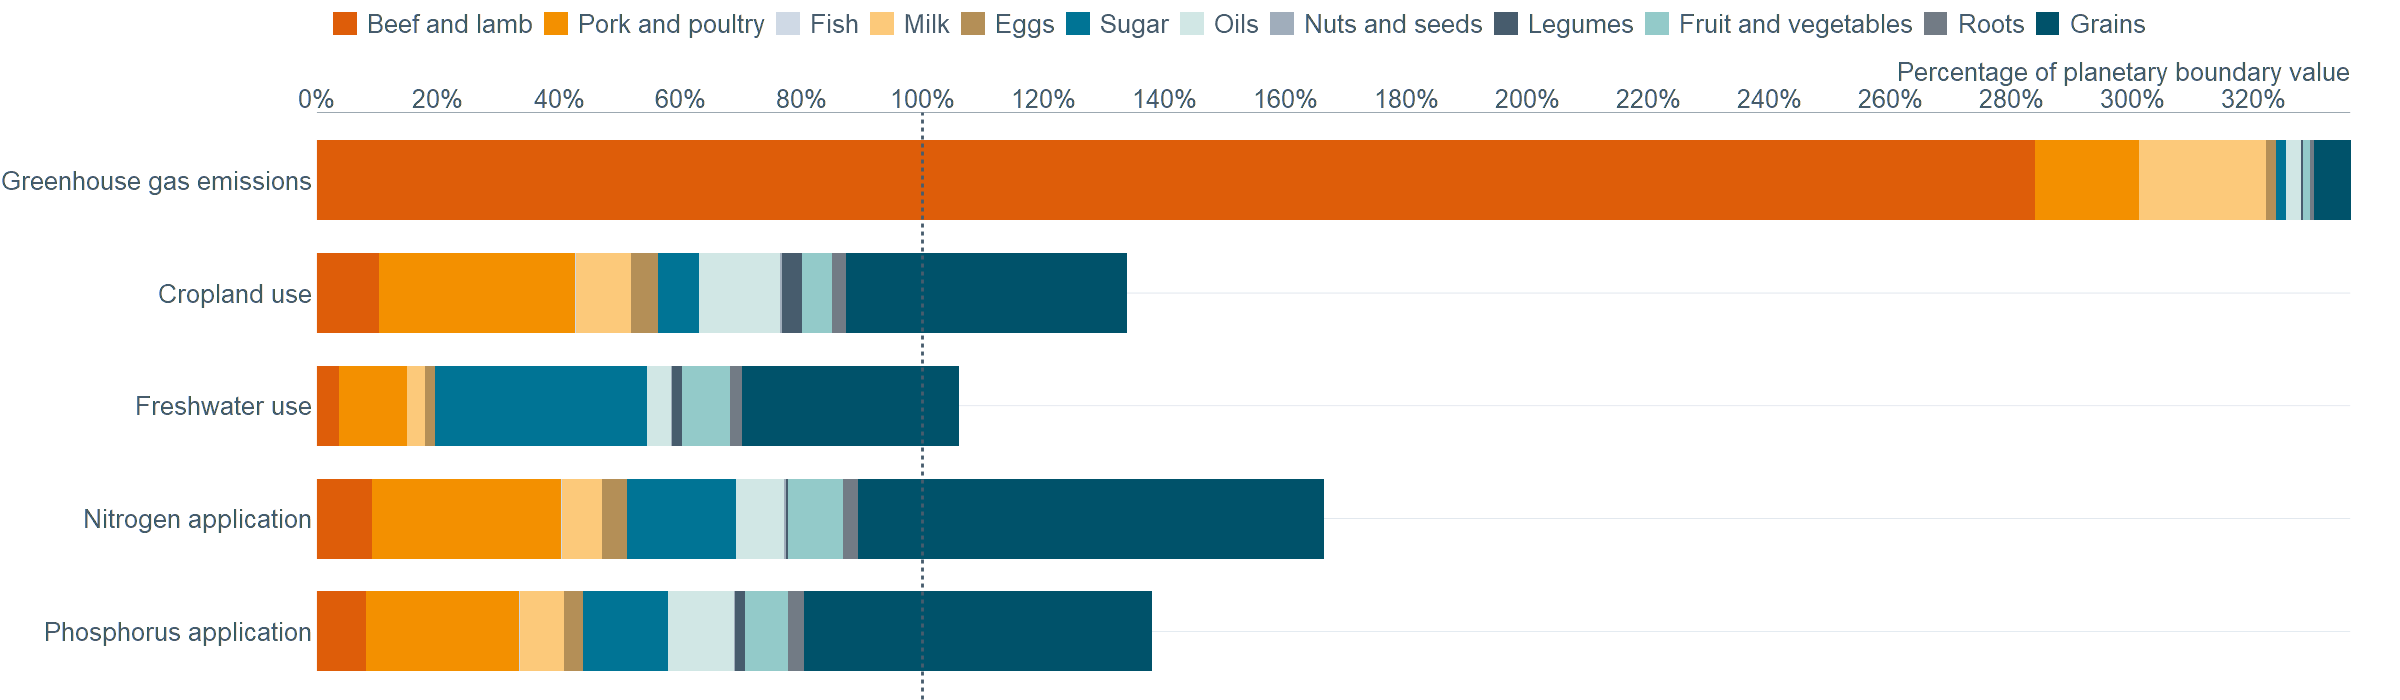 Beef and lamb Pork and poultry Fish Milk Eggs Sugar Oils Nuts and seeds Legumes Fruit and vegetables Roots Grains
Percentage of planetary boundary value
0% 20% 40% 60% 80% 100% 120% 140% 160% 180% 200% 220% 240% 260% 280% 300% 320%
Greenhouse gas emissions
Cropland use
Freshwater use
Nitrogen application
Phosphorus application